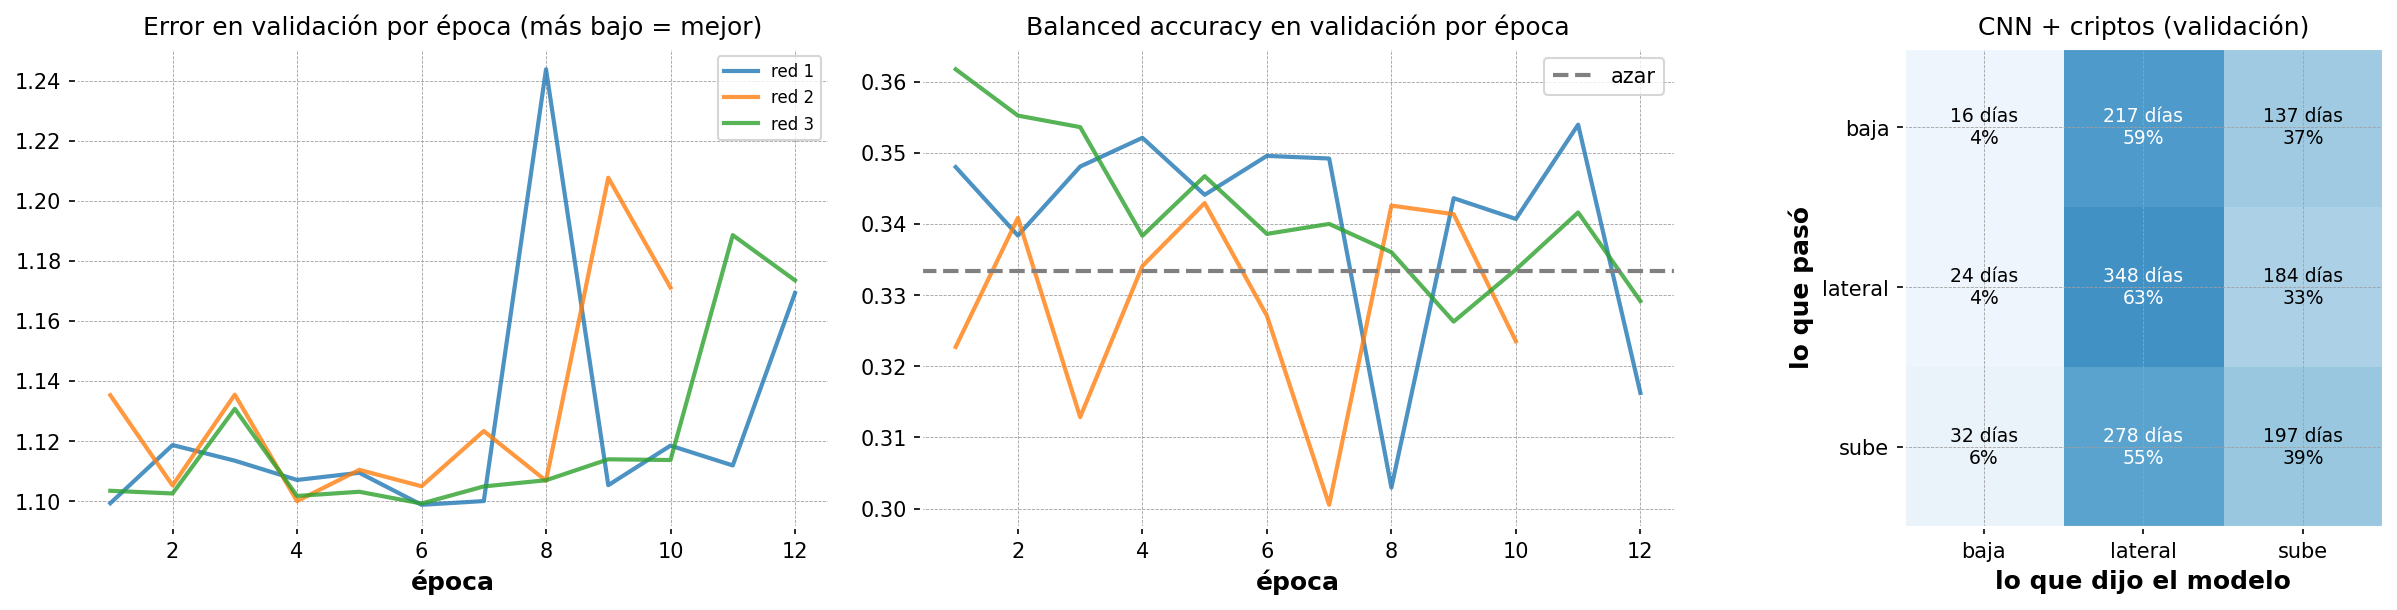 Error en validación por época (más bajo = mejor)
1.24
1.22
1.20
1.18
1.16
1.14
1.12
1.10
2
4
6
8
10
12
época
red 1
red 2
red 3
Balanced accuracy en validación por época
0.36
0.35
0.34
0.33
0.32
0.31
0.30
2
4
6
8
10
12
época
azar
CNN + criptos (validación)
lo que pasó
baja
lateral
sube
16 días
4%
217 días
59%
137 días
37%
24 días
4%
348 días
63%
184 días
33%
32 días
6%
278 días
55%
197 días
39%
baja
lateral
sube
lo que dijo el modelo